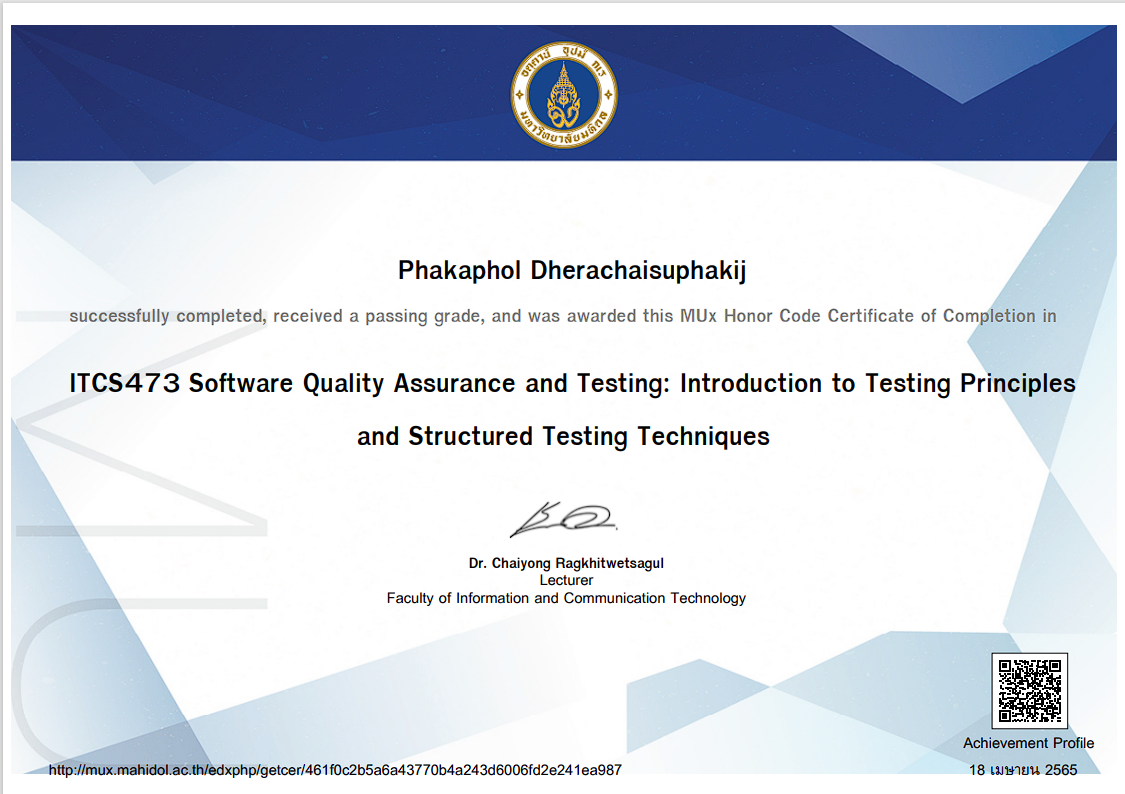 อตฺตานํ อุปมํ กเร
มหาวิทยาลัยมหิดล
Phakaphol Dherachaisuphakij
successfully completed, received a passing grade, and was awarded this MUx Honor Code Certificate of Completion in
ITCS473 Software Quality Assurance and Testing: Introduction to Testing Principles
and Structured Testing Techniques
Dr. Chaiyong Ragkhitwetsagul
Lecturer
Faculty of Information and Communication Technology
Achievement Profile
http://mux.mahidol.ac.th/edxphp/getcer/461f0c2b5a6a43770b4a243d6006fd2e241ea987
18 เมษายน 2565